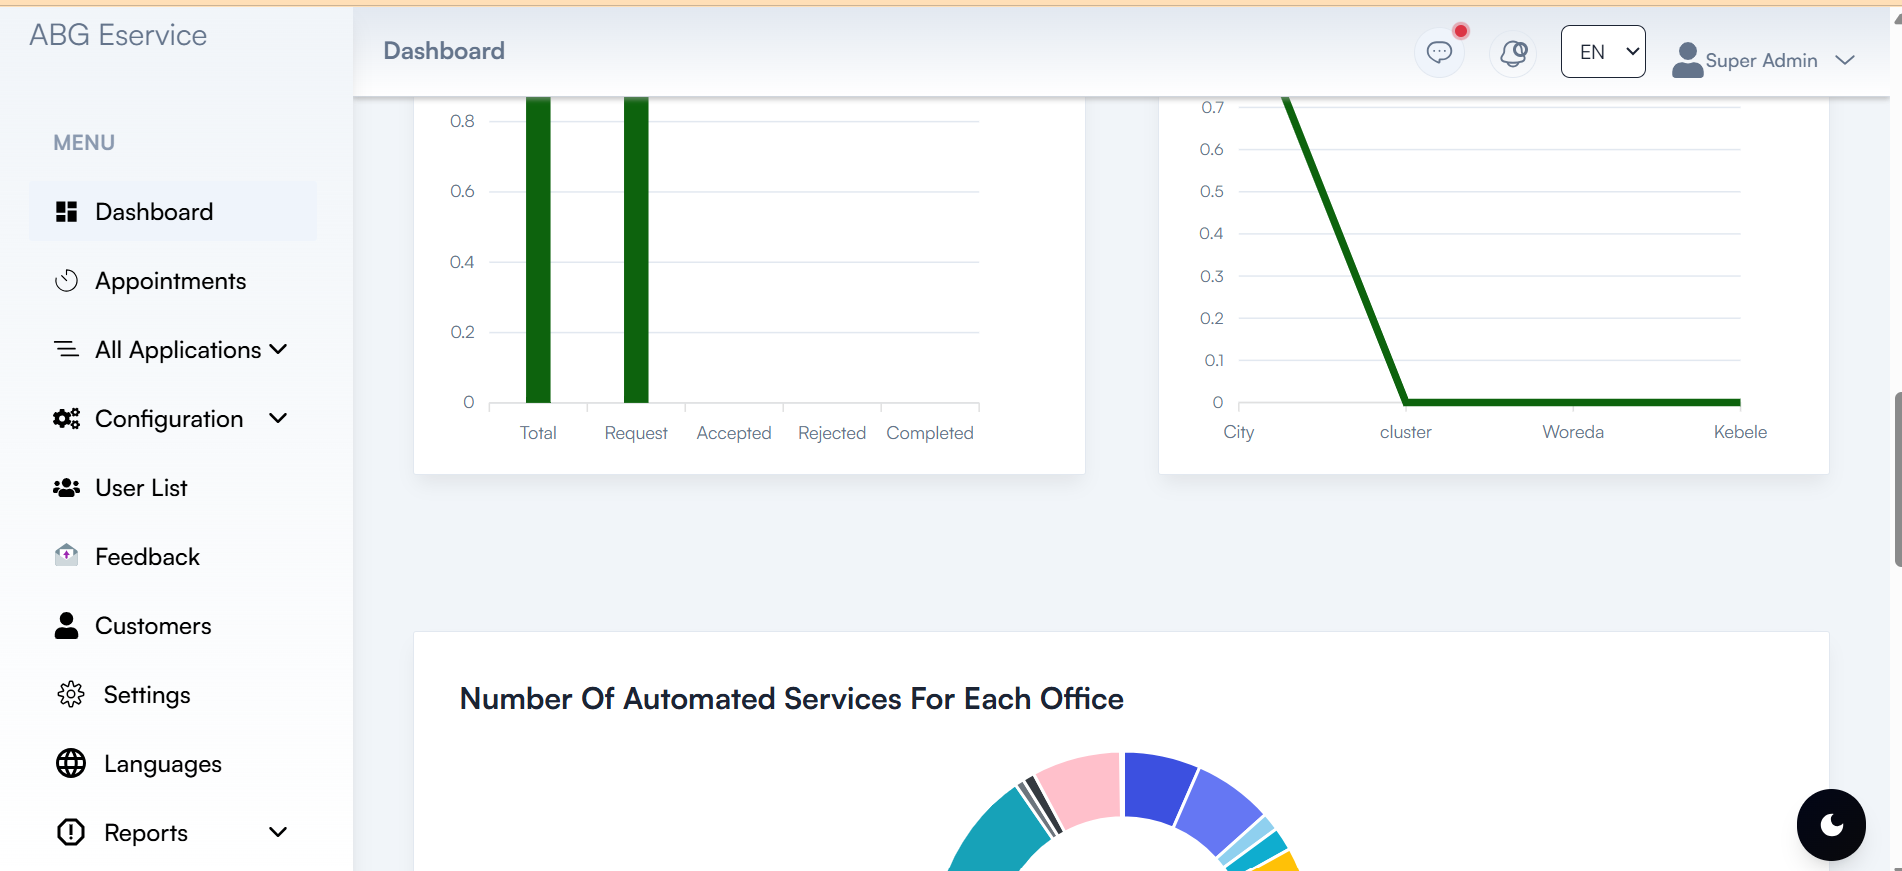 ABG Eservice
MENU
Dashboard
Appointments
All Applications
Configuration
User List
Feedback
Customers
Settings
Languages
Reports
Dashboard
EN
Super Admin
0.8
0.6
0.4
0.2
0
Total Request Accepted Rejected Completed
0.7
0.6
0.5
0.4
0.3
0.2
0.1
0
City cluster Woreda Kebele
Number Of Automated Services For Each Office